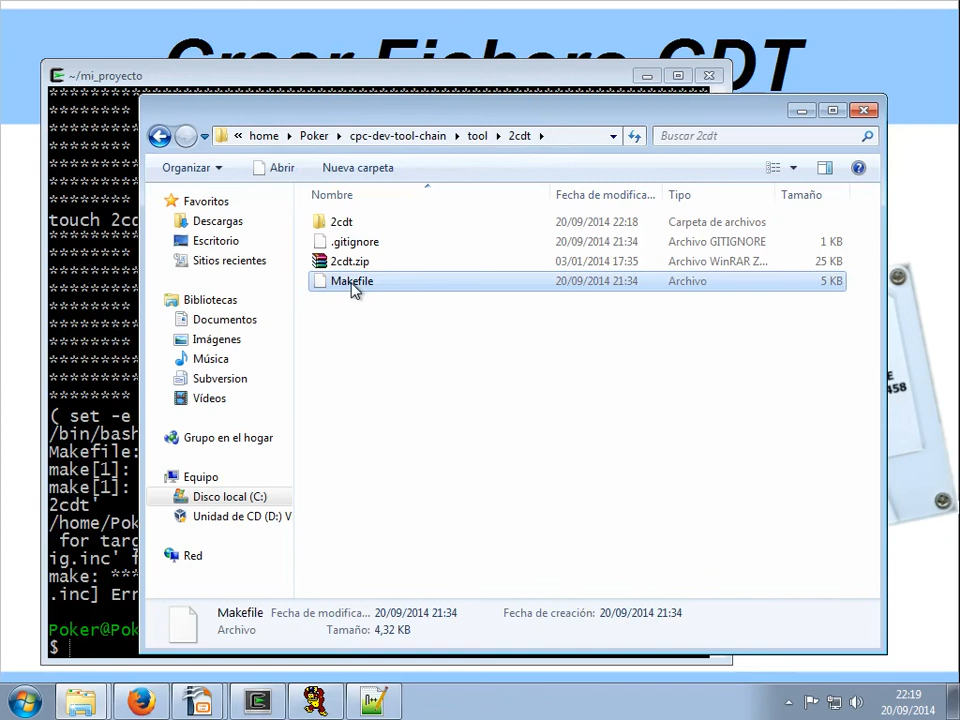 Crear Fichero CDT
~/mi_proyecto
home Poker cpc-dev-tool-chain tool 2cdt
Buscar 2cdt
Organizar Abrir Nueva carpeta
Nombre Fecha de modifica... Tipo Tamaño
Favoritos
Descargas
Escritorio
Sitios recientes
Bibliotecas
Documentos
Imágenes
Música
Subversion
Vídeos
Grupo en el hogar
Equipo
Disco local (C:)
Unidad de CD (D:) V
Red
2cdt 20/09/2014 22:18 Carpeta de archivos
.gitignore 20/09/2014 21:34 Archivo GITIGNORE 1 KB
2cdt.zip 03/01/2014 17:35 Archivo WinRAR Z... 25 KB
Makefile 20/09/2014 21:34 Archivo 5 KB
Makefile Fecha de modifica... 20/09/2014 21:34 Fecha de creación: 20/09/2014 21:34
Archivo Tamaño: 4,32 KB
*********
********
*********
********
*********
********
*********
touch 2cd
*********
********
*********
********
*********
********
*********
********
*********
********
( set -e
/bin/bash
Makefile:
make[1]:
make[1]:
2cdt'
/home/Pok
for targ
ig.inc' f
make: ***
.inc] Err
Poker@Pok
$
E
458
22:19
20/09/2014